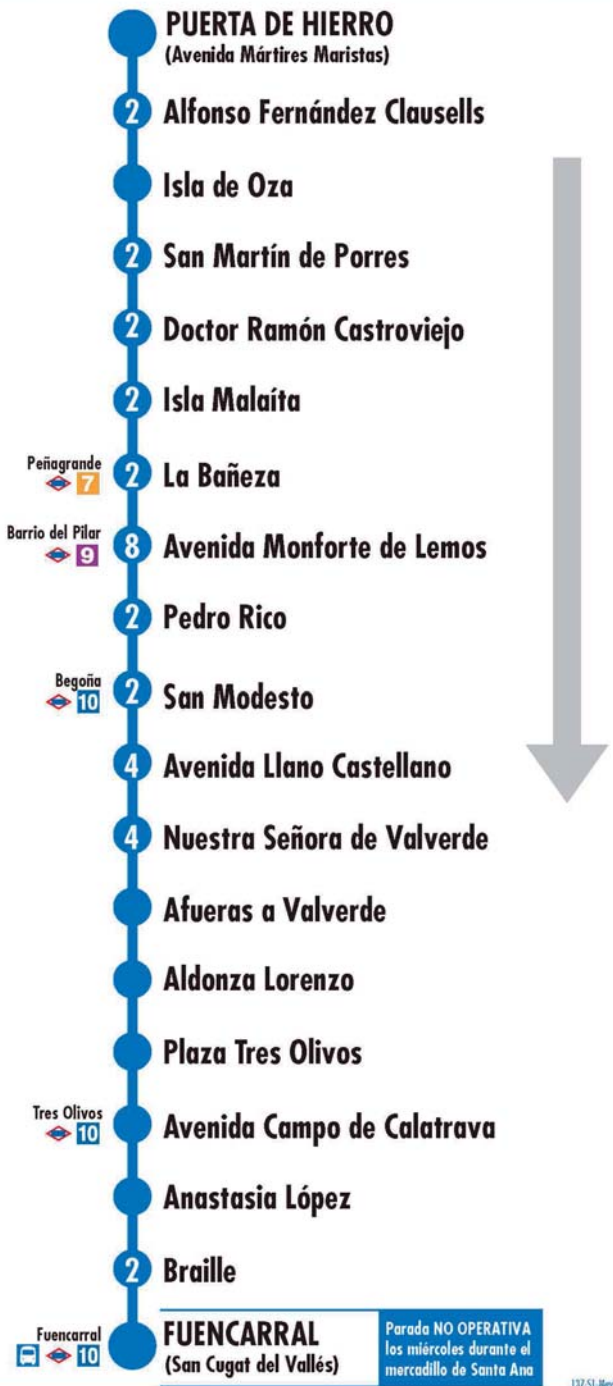 PUERTA DE HIERRO
(Avenida Mártires Maristas)
2 Alfonso Fernández Clausells
Isla de Oza
2 San Martín de Porres
2 Doctor Ramón Castroviejo
2 Isla Malaíta
Peñagrande
7
2 La Bañeza
Barrio del Pilar
9
8 Avenida Monforte de Lemos
2 Pedro Rico
Begoña
10
2 San Modesto
4 Avenida Llano Castellano
4 Nuestra Señora de Valverde
Afueras a Valverde
Aldonza Lorenzo
Plaza Tres Olivos
Tres Olivos
10
Avenida Campo de Calatrava
Anastasia López
2 Braille
Fuencarral
10
FUENCARRAL
(San Cugat del Vallés)
Parada NO OPERATIVA
los miércoles durante el
mercadillo de Santa Ana